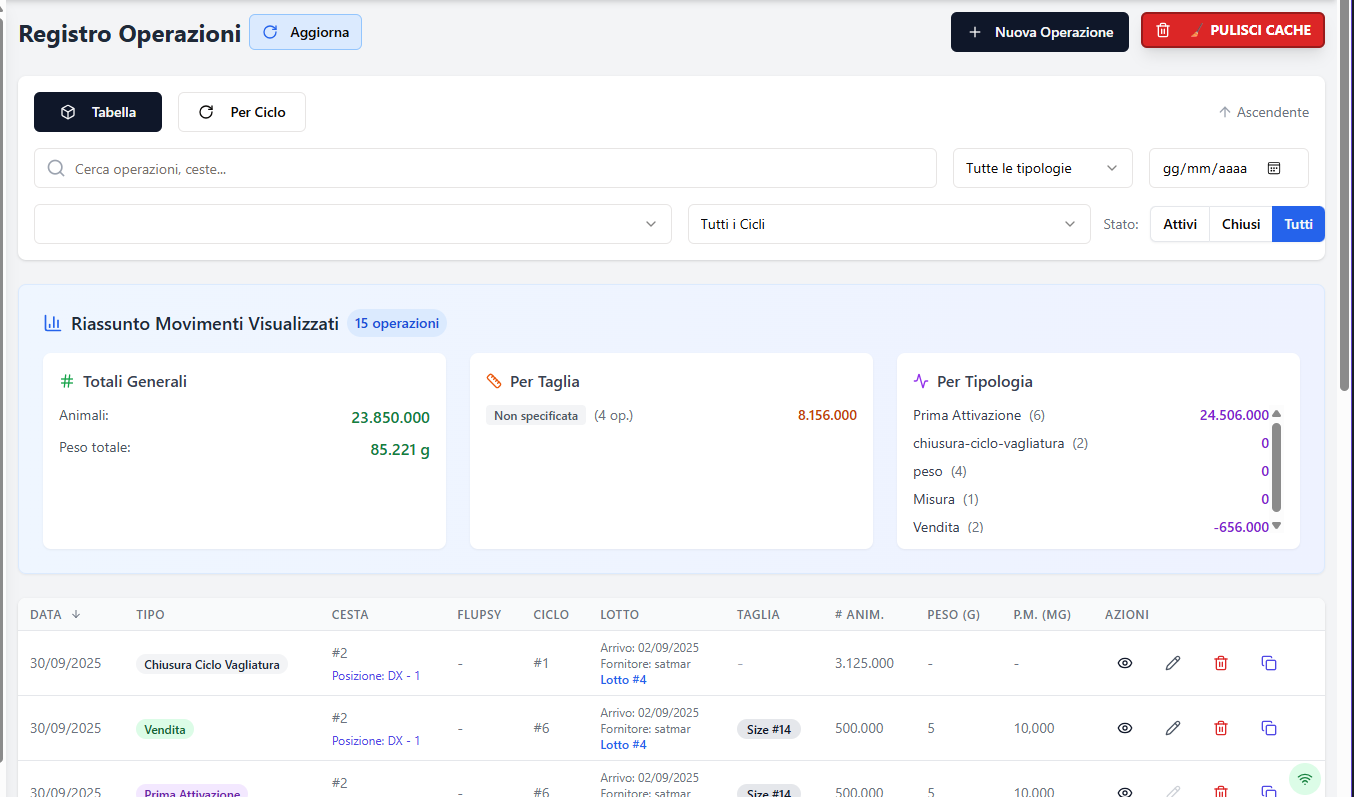 Registro Operazioni Aggiorna Nuova Operazione PULISCI CACHE
Tabella Per Ciclo Ascendente
Cerca operazioni, ceste... Tutte le tipologie gg/mm/aaaa
Tutti i Cicli Stato: Attivi Chiusi Tutti
Riassunto Movimenti Visualizzati 15 operazioni
# Totali Generali
Animali: 23.850.000
Peso totale: 85.221 g
Per Taglia
Non specificata (4 op.) 8.156.000
Per Tipologia
Prima Attivazione (6) 24.506.000
chiusura-ciclo-vagliatura (2) 0
peso (4) 0
Misura (1) 0
Vendita (2) -656.000
DATA TIPO CESTA FLUPSY CICLO LOTTO TAGLIA # ANIM. PESO (G) P.M. (MG) AZIONI
30/09/2025 Chiusura Ciclo Vagliatura #2 Posizione: DX - 1 - #1 Arrivo: 02/09/2025
Fornitore: satmar
Lotto #4
- 3.125.000 - -
30/09/2025 Vendita #2 Posizione: DX - 1 - #6 Arrivo: 02/09/2025
Fornitore: satmar
Lotto #4
Size #14 500.000 5 10,000
30/09/2025 Prima Attivazione #2 - #6 Arrivo: 02/09/2025
Fornitore: satmar
Size #14 500.000 5 10,000